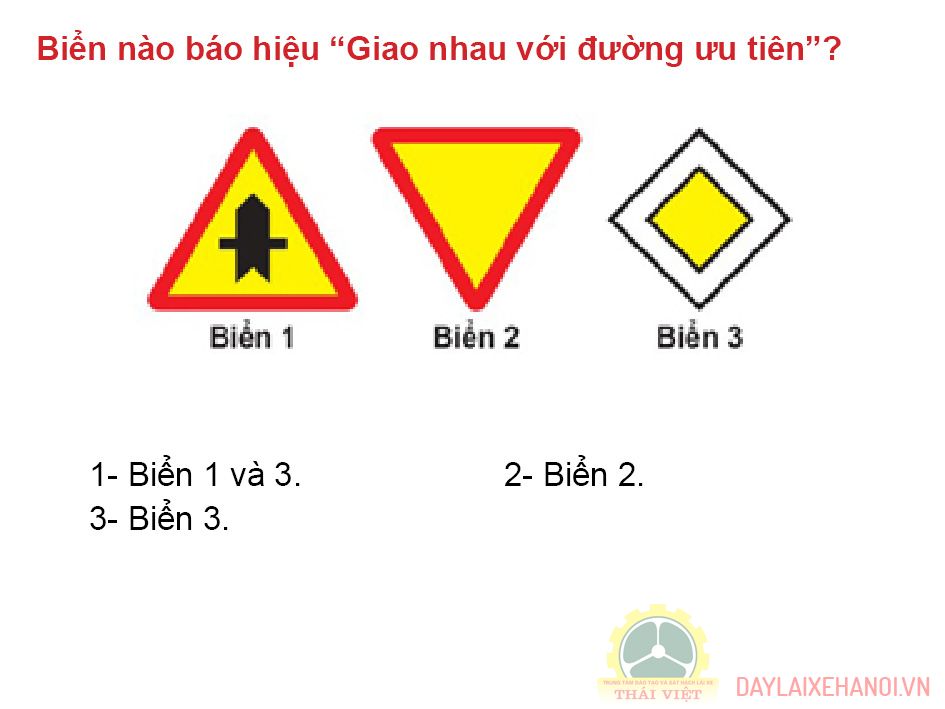 Biển nào báo hiệu “Giao nhau với đường ưu tiên”?
Biển 1 Biển 2 Biển 3
1- Biển 1 và 3. 2- Biển 2.
3- Biển 3.
TRUNG TÂM ĐÀO TẠO VÀ SÁT HẠCH LÁI XE
THÁI VIỆT
DAYLAIXEHANOI.VN